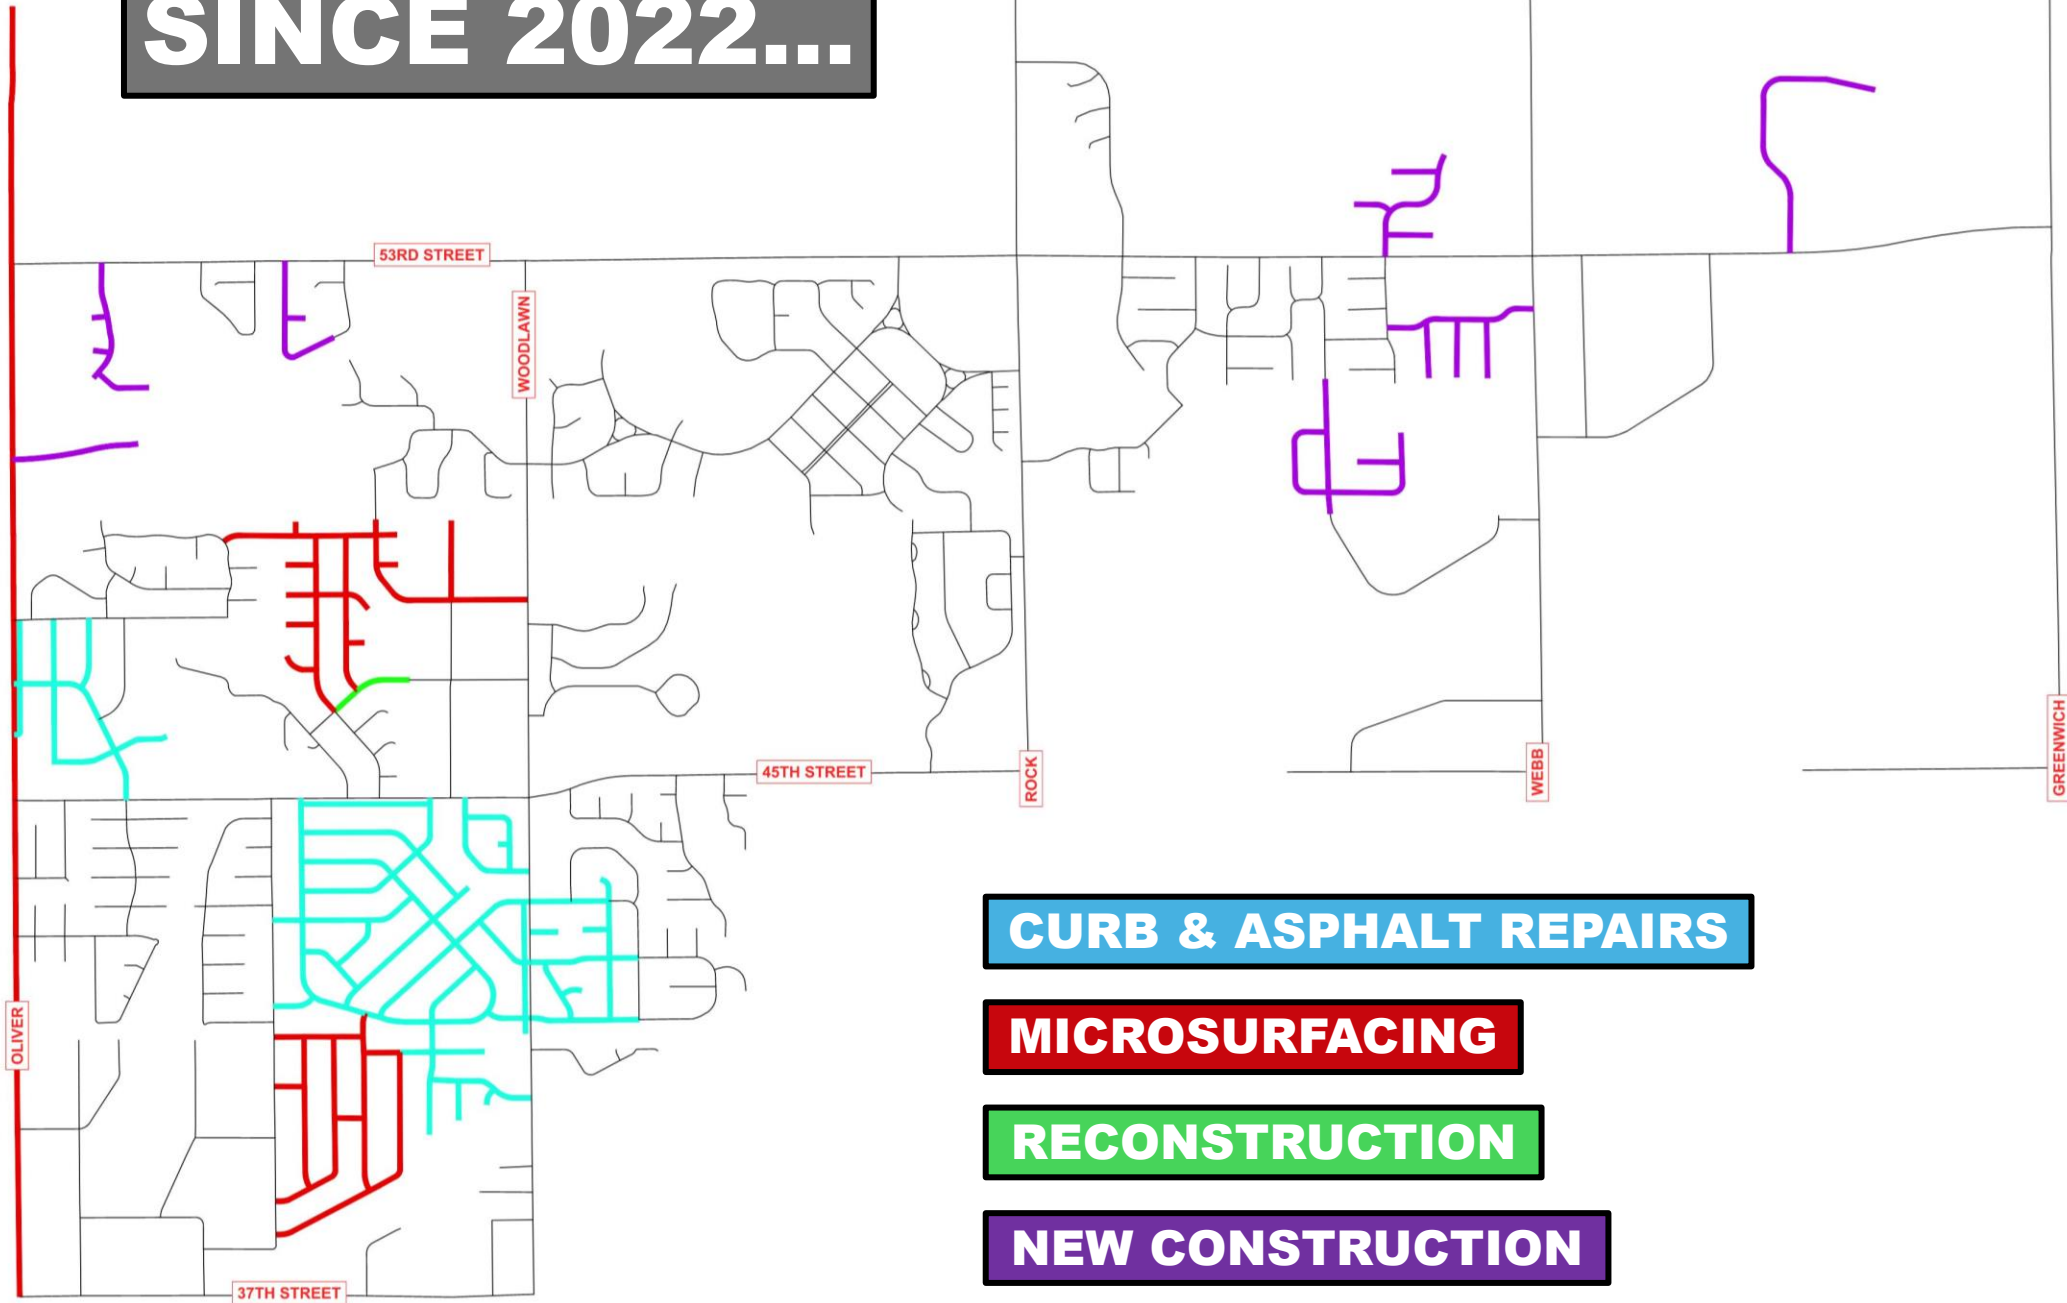 SINCE 2022...
53RD STREET
WOODLAWN
45TH STREET
ROCK
WEBB
GREENWICH
OLIVER
37TH STREET
CURB & ASPHALT REPAIRS
MICROSURFACING
RECONSTRUCTION
NEW CONSTRUCTION